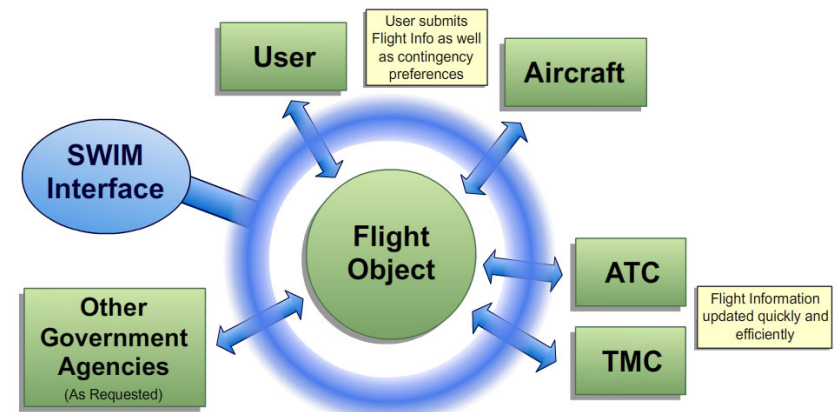 User
User submits
Flight Info as well
as contingency
preferences
Aircraft
SWIM
Interface
Flight
Object
ATC
TMC
Flight Information
updated quickly and
efficiently
Other
Government
Agencies
(As Requested)